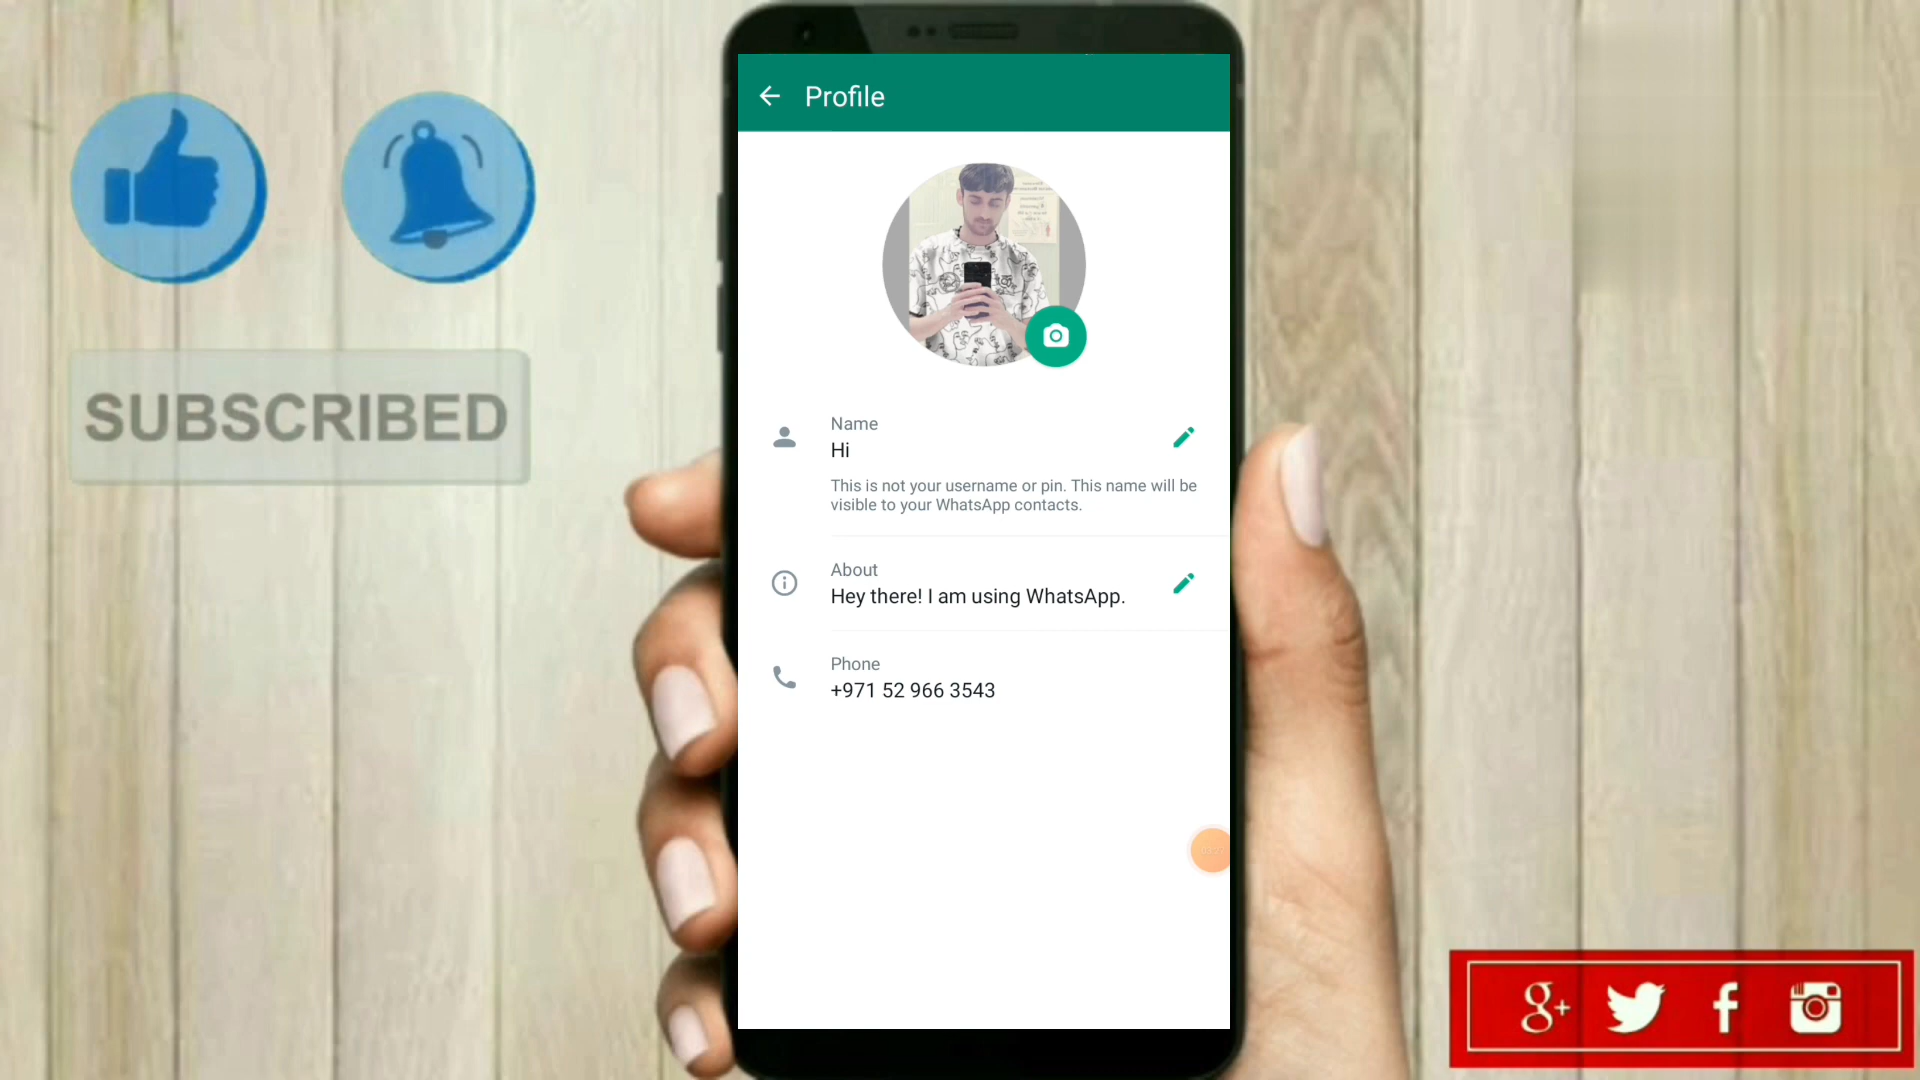 Profile
SUBSCRIBED
Name
Hi
This is not your username or pin. This name will be
visible to your WhatsApp contacts.
About
Hey there! I am using WhatsApp.
Phone
+971 52 966 3543
g+
f